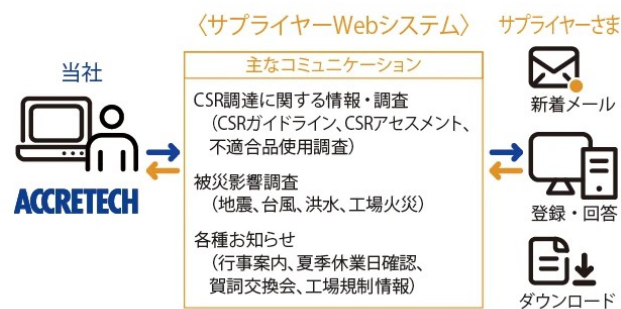 〈サプライヤーWebシステム〉
サプライヤーさま
当社
ACCRETECH
主なコミュニケーション
CSR調達に関する情報・調査
（CSRガイドライン、CSRアセスメント、
不適合品使用調査）
被災影響調査
（地震、台風、洪水、工場火災）
各種お知らせ
（行事案内、夏季休業日確認、
賀詞交換会、工場規制情報）
新着メール
登録・回答
ダウンロード